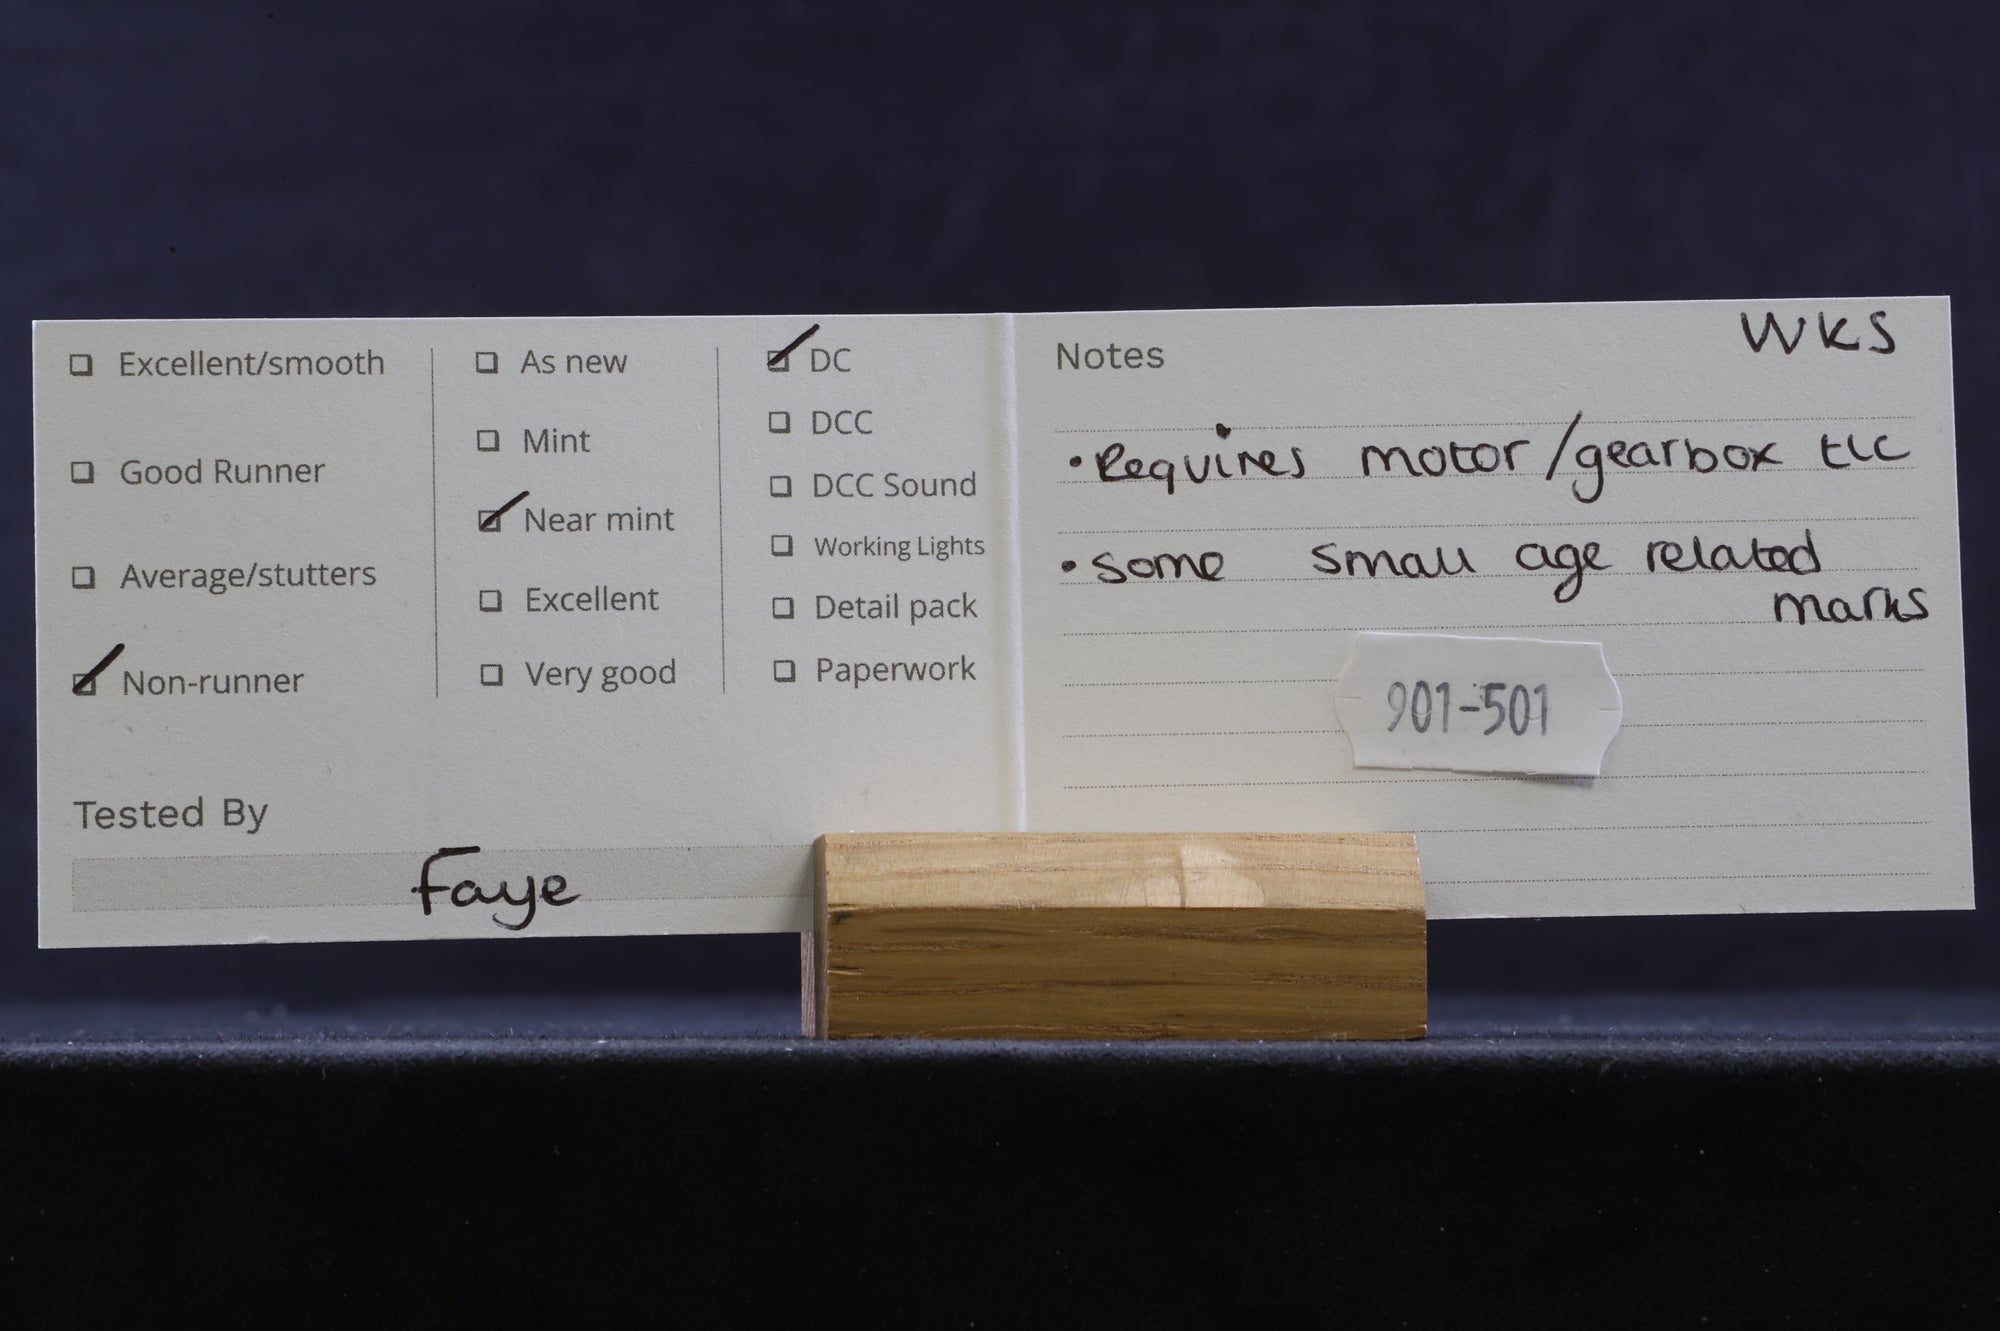 ☐ Excellent/smooth
☐ Good Runner
☐ Average/stutters
☑ Non-runner
☐ As new
☐ Mint
☑ Near mint
☐ Excellent
☐ Very good
☑ DC
☐ DCC
☐ DCC Sound
☐ Working Lights
☐ Detail pack
☐ Paperwork
Tested By
Faye
WKS
Notes
• Requires motor/gearbox tlc
• some small age related
marks
901-501